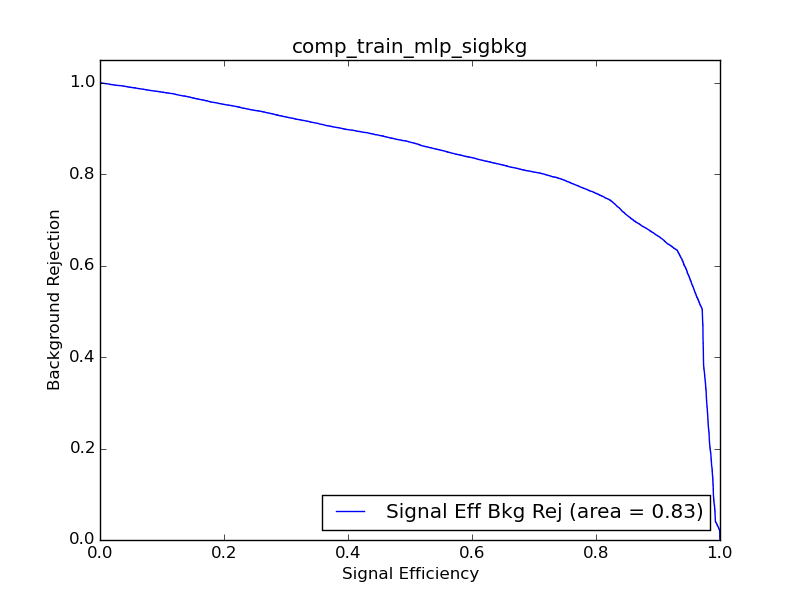 comp_train_mlp_sigbkg
1.0
0.8
0.6
0.4
0.2
0.0
Background Rejection
Signal Eff Bkg Rej (area = 0.83)
0.0 0.2 0.4 0.6 0.8 1.0
Signal Efficiency